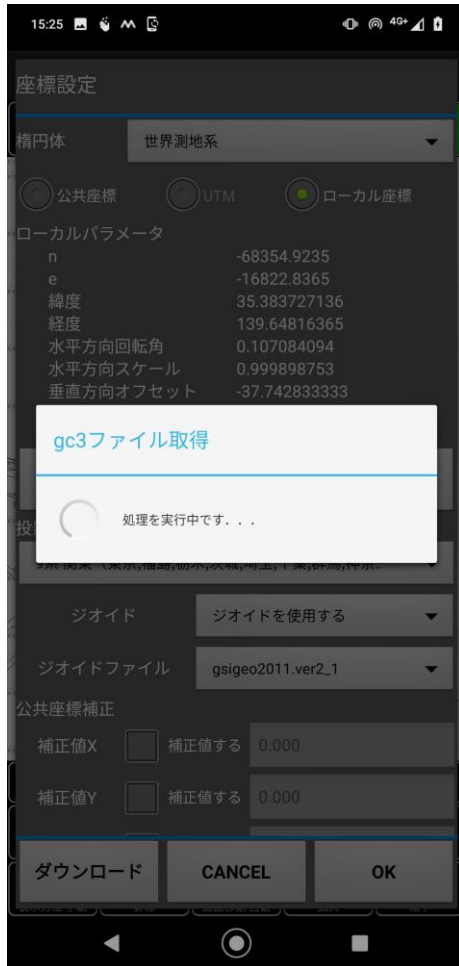 15:25 4G+
座標設定
楕円体 世界測地系
公共座標 UTM ローカル座標
ローカルパラメータ
n -68354.9235
e -16822.8365
緯度 35.383727136
経度 139.64816365
水平方向回転角 0.107084094
水平方向スケール 0.999898753
垂直方向オフセット -37.742833333
gc3ファイル取得
処理を実行中です．．．
投
ジオイド ジオイドを使用する
ジオイドファイル gsigeo2011.ver2_1
公共座標補正
補正値X 補正値する 0.000
補正値Y 補正値する 0.000
ダウンロード CANCEL OK